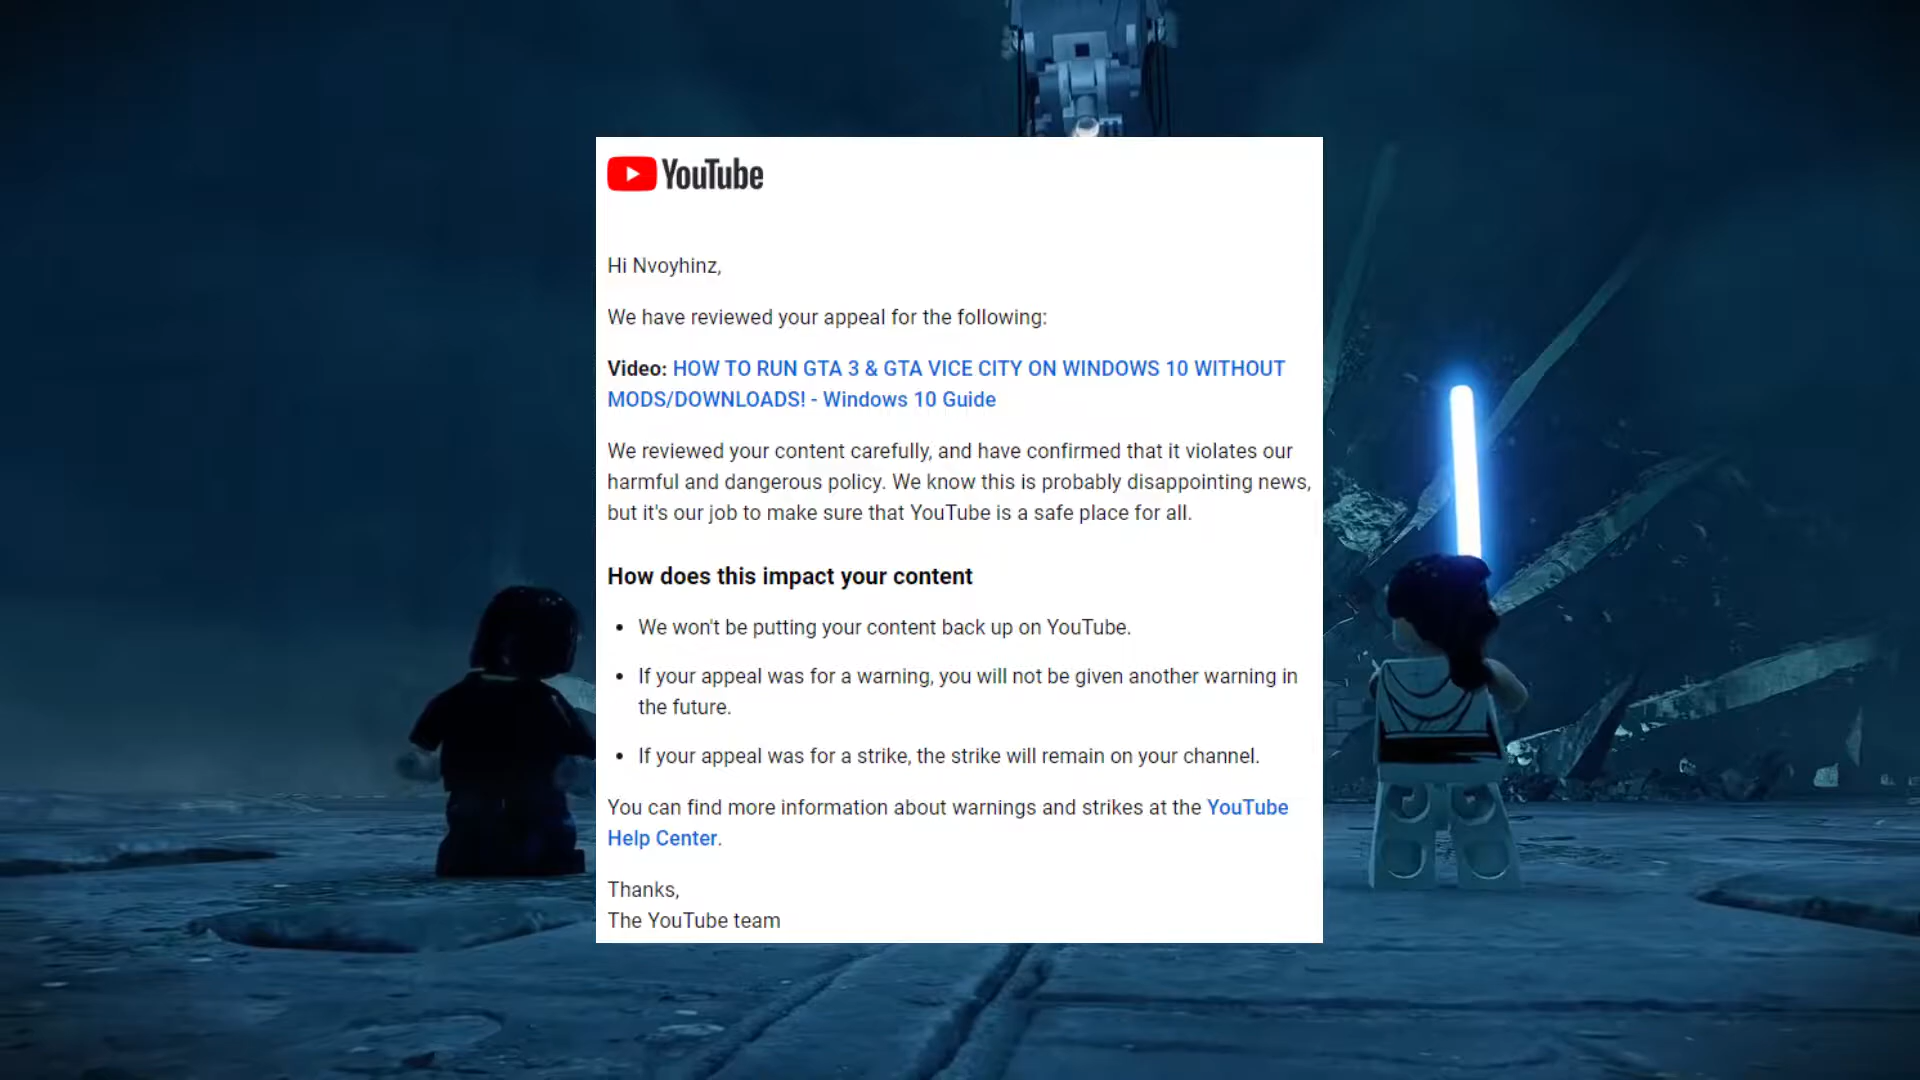 YouTube
Hi Nvoyhinz,
We have reviewed your appeal for the following:
Video: HOW TO RUN GTA 3 & GTA VICE CITY ON WINDOWS 10 WITHOUT
MODS/DOWNLOADS! - Windows 10 Guide
We reviewed your content carefully, and have confirmed that it violates our
harmful and dangerous policy. We know this is probably disappointing news,
but it's our job to make sure that YouTube is a safe place for all.
How does this impact your content
• We won't be putting your content back up on YouTube.
• If your appeal was for a warning, you will not be given another warning in
the future.
• If your appeal was for a strike, the strike will remain on your channel.
You can find more information about warnings and strikes at the YouTube
Help Center.
Thanks,
The YouTube team